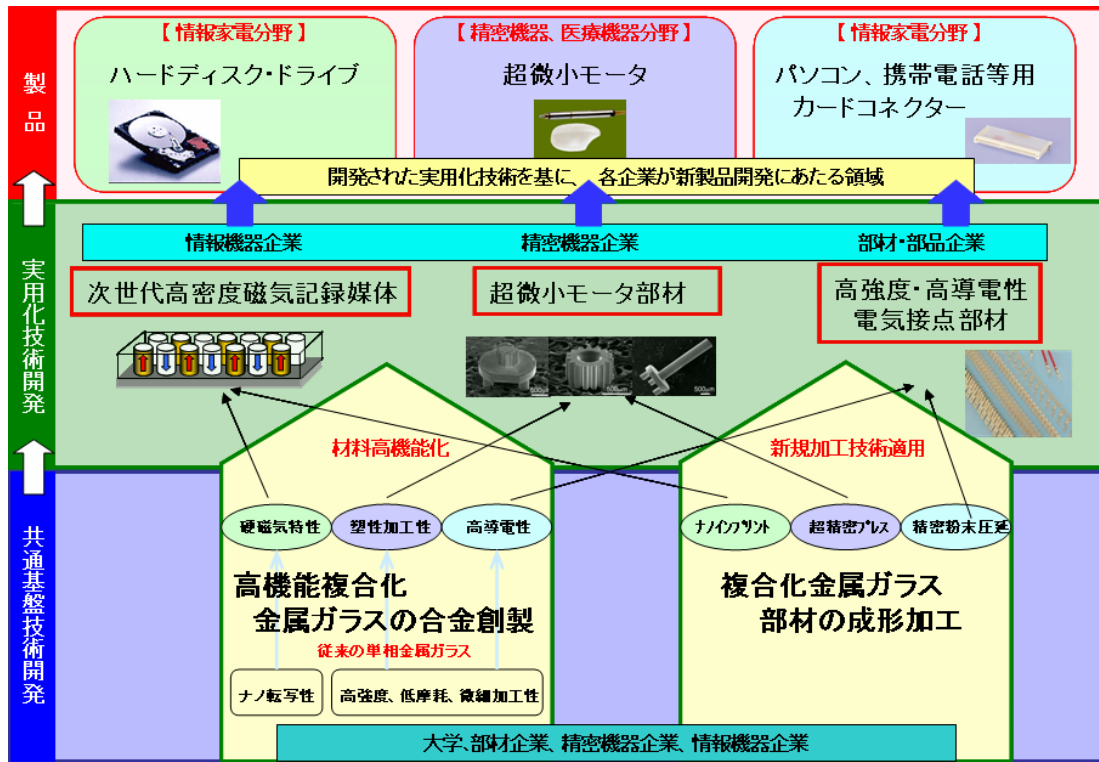 製品
【情報家電分野】
ハードディスク・ドライブ
【精密機器、医療機器分野】
超微小モータ
【情報家電分野】
パソコン、携帯電話等用
カードコネクター
開発された実用化技術を基に、各企業が新製品開発にあたる領域
実用化技術開発
情報機器企業
精密機器企業
部材・部品企業
次世代高密度磁気記録媒体
超微小モータ部材
高強度・高導電性
電気接点部材
500μm
500μm
500μm
材料高機能化
新規加工技術適用
共通基盤技術開発
硬磁気特性
塑性加工性
高導電性
ナノインプリント
超精密プレス
精密粉末圧延
高機能複合化
金属ガラスの合金創製
従来の単相金属ガラス
複合化金属ガラス
部材の成形加工
ナノ転写性
高強度、低摩耗、微細加工性
大学、部材企業、精密機器企業、情報機器企業